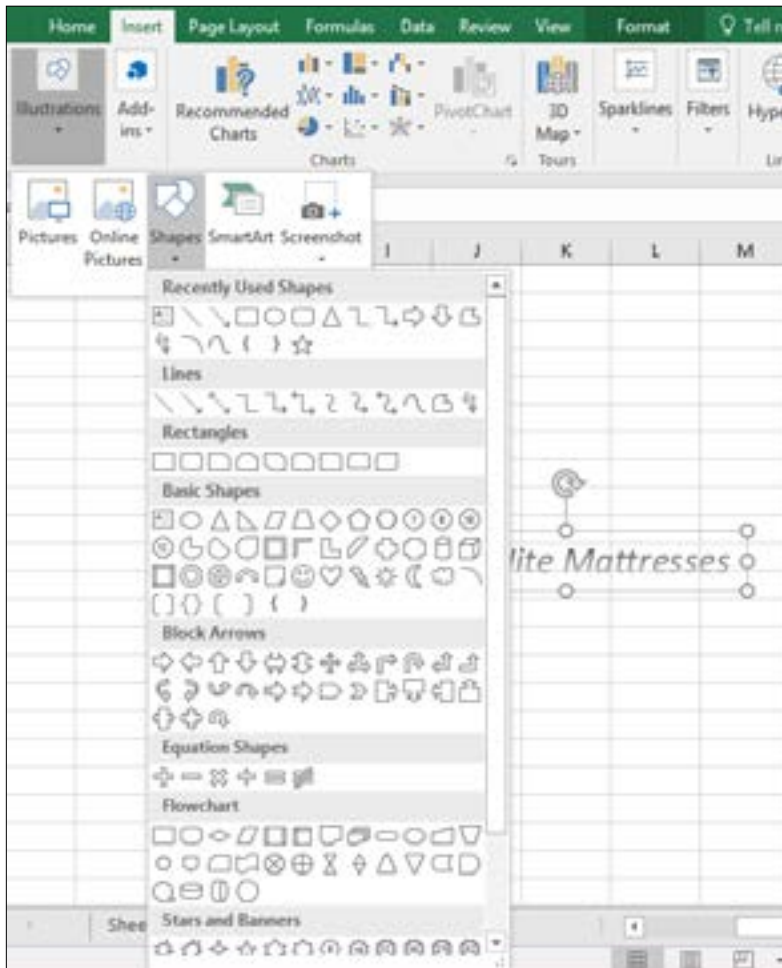 Home Insert Page Layout Formulas Data Review View Format Tell
Illustrations Add-ins Recommended Charts PivotChart 3D Map Sparklines Filters
Charts Tours
Pictures Online Pictures Shapes SmartArt Screenshot
I J K L M
Recently Used Shapes
Lines
Rectangles
Basic Shapes
lite Mattresses
Block Arrows
Equation Shapes
Flowchart
Shee Stars and Banners